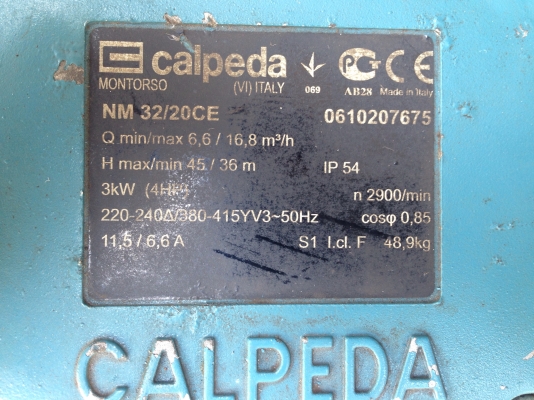 calpeda
MONTORSO (VI) ITALY 069 AB28 Made in Italy
NM 32/20CE 0610207675
Q min/max 6,6 / 16,8 m³/h
H max/min 45 / 36 m IP 54
3kW (4HP) n 2900/min
220-240Δ/380-415YV3~50Hz cosφ 0,85
11,5 / 6,6 A S1 I.cl. F 48,9kg
CALPEDA